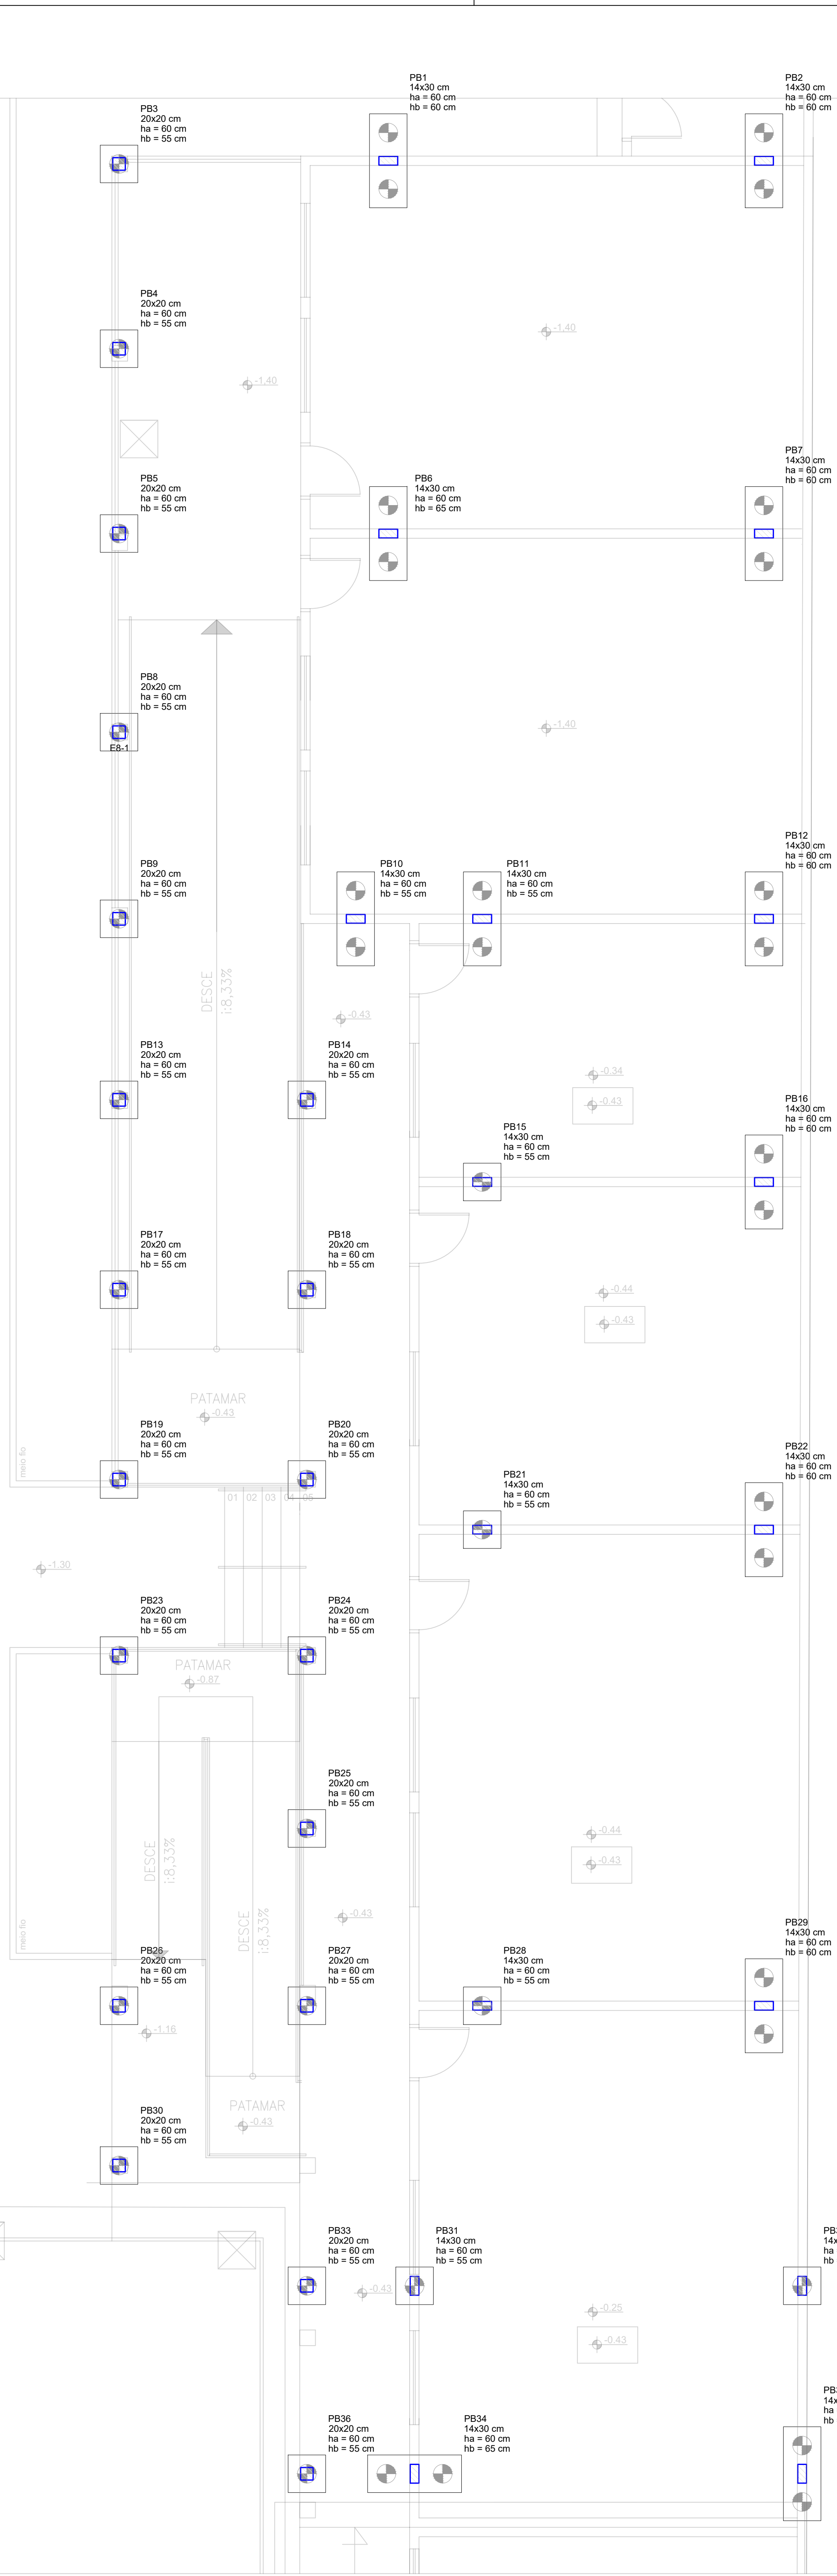 PB1
14x30 cm
ha = 60 cm
hb = 60 cm
PB2
14x30 cm
ha = 60 cm
hb = 60 cm
PB3
20x20 cm
ha = 60 cm
hb = 55 cm
PB4
20x20 cm
ha = 60 cm
hb = 55 cm
-1,40
-1,40
PB5
20x20 cm
ha = 60 cm
hb = 55 cm
PB6
14x30 cm
ha = 60 cm
hb = 65 cm
PB7
14x30 cm
ha = 60 cm
hb = 60 cm
PB8
20x20 cm
ha = 60 cm
hb = 55 cm
E8-1
-1,40
PB9
20x20 cm
ha = 60 cm
hb = 55 cm
PB10
14x30 cm
ha = 60 cm
hb = 55 cm
PB11
14x30 cm
ha = 60 cm
hb = 55 cm
PB12
14x30 cm
ha = 60 cm
hb = 60 cm
DESCE
i:8,33%
-0.43
PB13
20x20 cm
ha = 60 cm
hb = 55 cm
PB14
20x20 cm
ha = 60 cm
hb = 55 cm
-0.34
-0.43
PB15
14x30 cm
ha = 60 cm
hb = 55 cm
PB16
14x30 cm
ha = 60 cm
hb = 60 cm
PB17
20x20 cm
ha = 60 cm
hb = 55 cm
PB18
20x20 cm
ha = 60 cm
hb = 55 cm
-0.44
-0.43
PATAMAR
-0.43
PB19
20x20 cm
ha = 60 cm
hb = 55 cm
PB20
20x20 cm
ha = 60 cm
hb = 55 cm
meio fio
01 02 03 04 05
PB21
14x30 cm
ha = 60 cm
hb = 55 cm
PB22
14x30 cm
ha = 60 cm
hb = 60 cm
-1.30
PB23
20x20 cm
ha = 60 cm
hb = 55 cm
PB24
20x20 cm
ha = 60 cm
hb = 55 cm
PATAMAR
-0.87
PB25
20x20 cm
ha = 60 cm
hb = 55 cm
DESCE
i:8,33%
DESCE
i:8,33%
-0.44
-0.43
-0.43
meio fio
PB26
20x20 cm
ha = 60 cm
hb = 55 cm
PB27
20x20 cm
ha = 60 cm
hb = 55 cm
PB28
14x30 cm
ha = 60 cm
hb = 55 cm
PB29
14x30 cm
ha = 60 cm
hb = 60 cm
-1.16
PATAMAR
-0.43
PB30
20x20 cm
ha = 60 cm
hb = 55 cm
PB33
20x20 cm
ha = 60 cm
hb = 55 cm
PB31
14x30 cm
ha = 60 cm
hb = 55 cm
-0.43
-0.25
-0.43
PB36
20x20 cm
ha = 60 cm
hb = 55 cm
PB34
14x30 cm
ha = 60 cm
hb = 65 cm